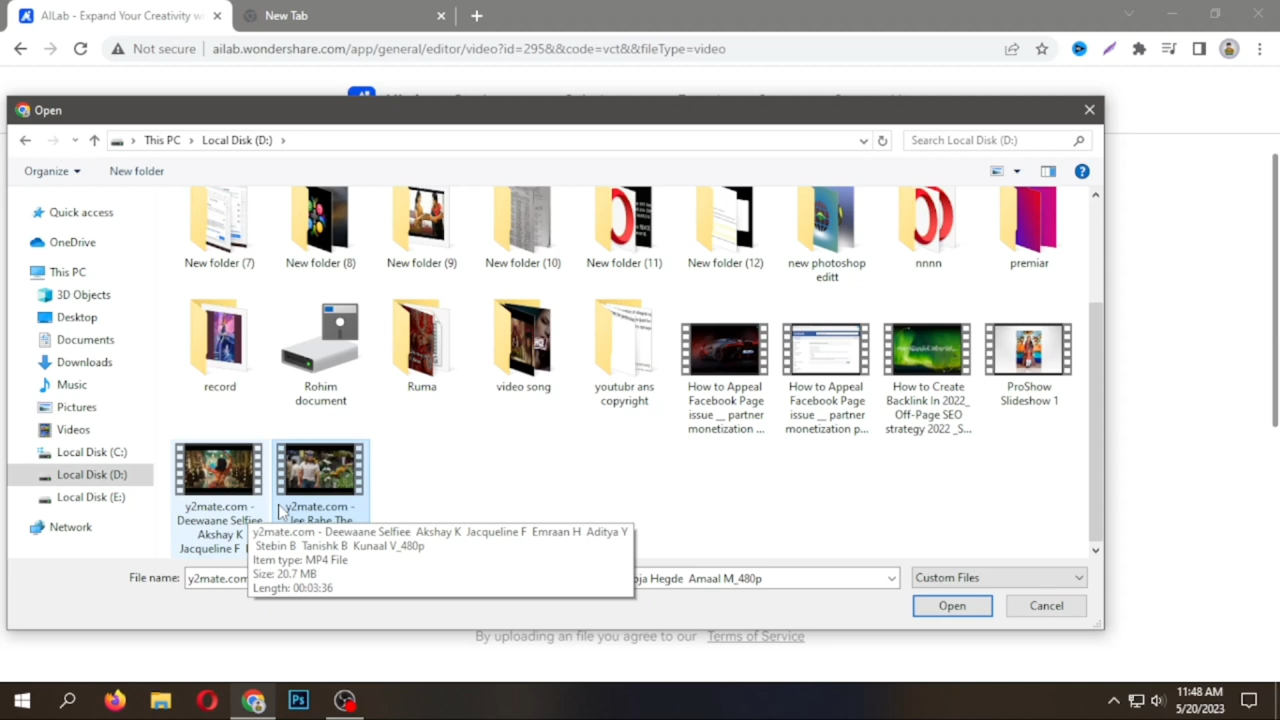 AILab - Expand Your Creativity w
New Tab
Not secure
ailab.wondershare.com/app/general/editor/video?id=295&&code=vct&&fileType=video
Open
This PC
Local Disk (D:)
Search Local Disk (D:)
Organize
New folder
Quick access
OneDrive
This PC
3D Objects
Desktop
Documents
Downloads
Music
Pictures
Videos
Local Disk (C:)
Local Disk (D:)
Local Disk (E:)
Network
New folder (7)
New folder (8)
New folder (9)
New folder (10)
New folder (11)
New folder (12)
new photoshop
editt
nnnn
premiar
record
Rohim
document
Ruma
video song
youtubr ans
copyright
How to Appeal
Facebook Page
issue __ partner
monetization ...
How to Appeal
Facebook Page
issue __ partner
monetization p...
How to Create
Backlink In 2022_
Off-Page SEO
strategy 2022 _S...
ProShow
Slideshow 1
y2mate.com -
Deewaane Selfiee
Akshay K
Jacqueline F
y2mate.com -
Jee Rahe The
y2mate.com - Deewaane Selfiee Akshay K Jacqueline F Emraan H Aditya Y
Stebin B Tanishk B Kunaal V_480p
Item type: MP4 File
Size: 20.7 MB
Length: 00:03:36
File name:
y2mate.com
Hegde Amaal M_480p
Custom Files
Open
Cancel
By uploading an file you agree to our Terms of Service
Ps
11:48 AM
5/20/2023